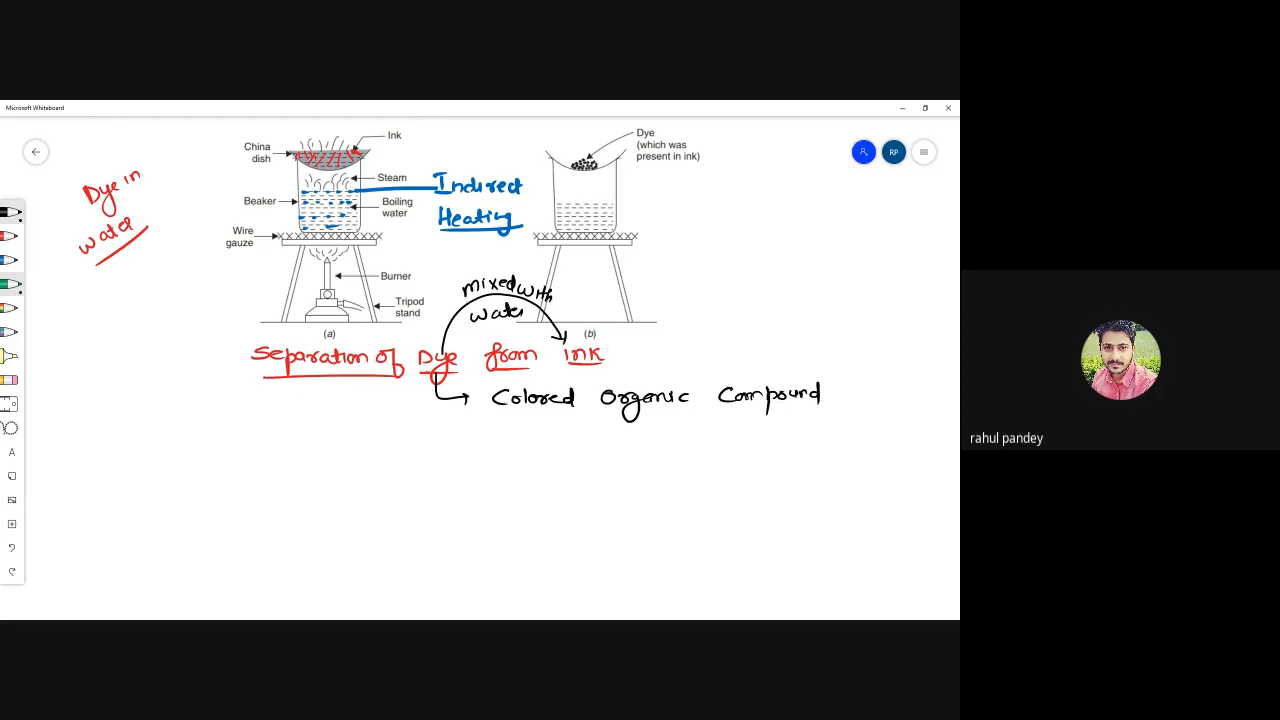 Microsoft Whiteboard
China
dish
Ink
Steam
Beaker
Boiling
water
Wire
gauze
Burner
Tripod
stand
(a)
Dye
(which was
present in ink)
(b)
RP
Dye in
water
Indirect
Heating
mixed with
water
Separation of Dye from Ink
Colored Organic Compound
A
rahul pandey